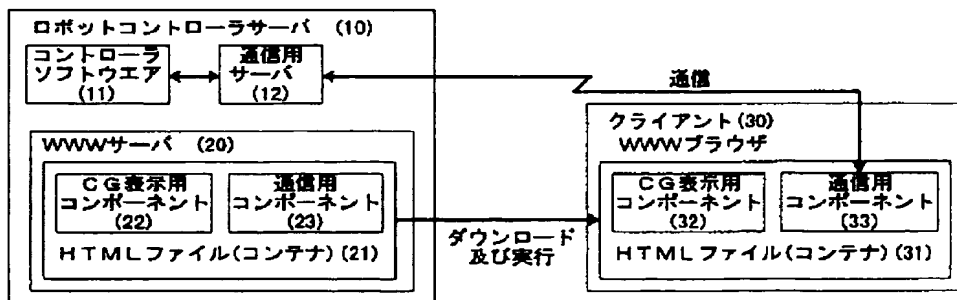 ロボットコントローラサーバ (10)
コントローラ
ソフトウエア
(11)
通信用
サーバ
(12)
通信
WWWサーバ (20)
CG表示用
コンポーネント
(22)
通信用
コンポーネント
(23)
HTMLファイル(コンテナ)(21)
ダウンロード
及び実行
クライアント(30)
WWWブラウザ
CG表示用
コンポーネント
(32)
通信用
コンポーネント
(33)
HTMLファイル(コンテナ)(31)